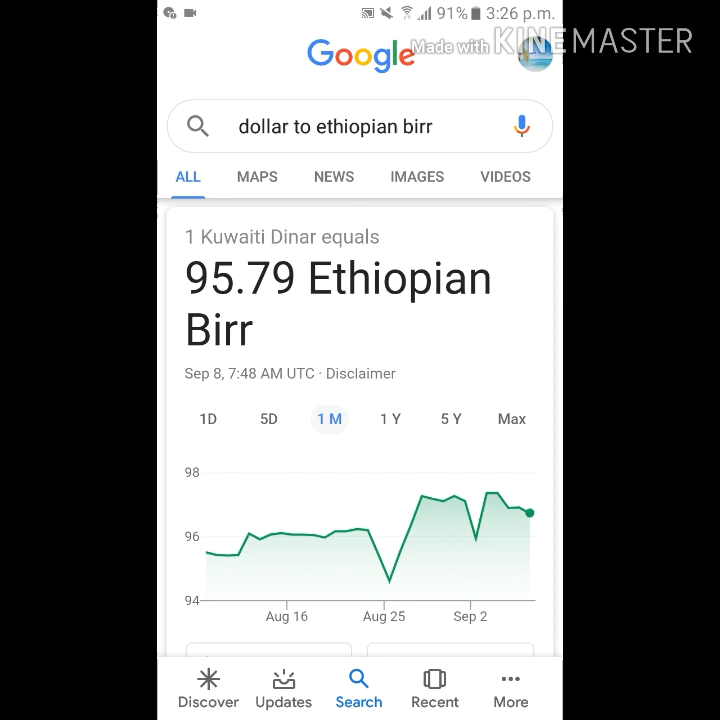 91% 3:26 p.m.
Made with KINEMASTER
Google
dollar to ethiopian birr
ALL MAPS NEWS IMAGES VIDEOS
1 Kuwaiti Dinar equals
95.79 Ethiopian
Birr
Sep 8, 7:48 AM UTC · Disclaimer
1D 5D 1 M 1 Y 5 Y Max
98
96
94
Aug 16 Aug 25 Sep 2
Discover Updates Search Recent More